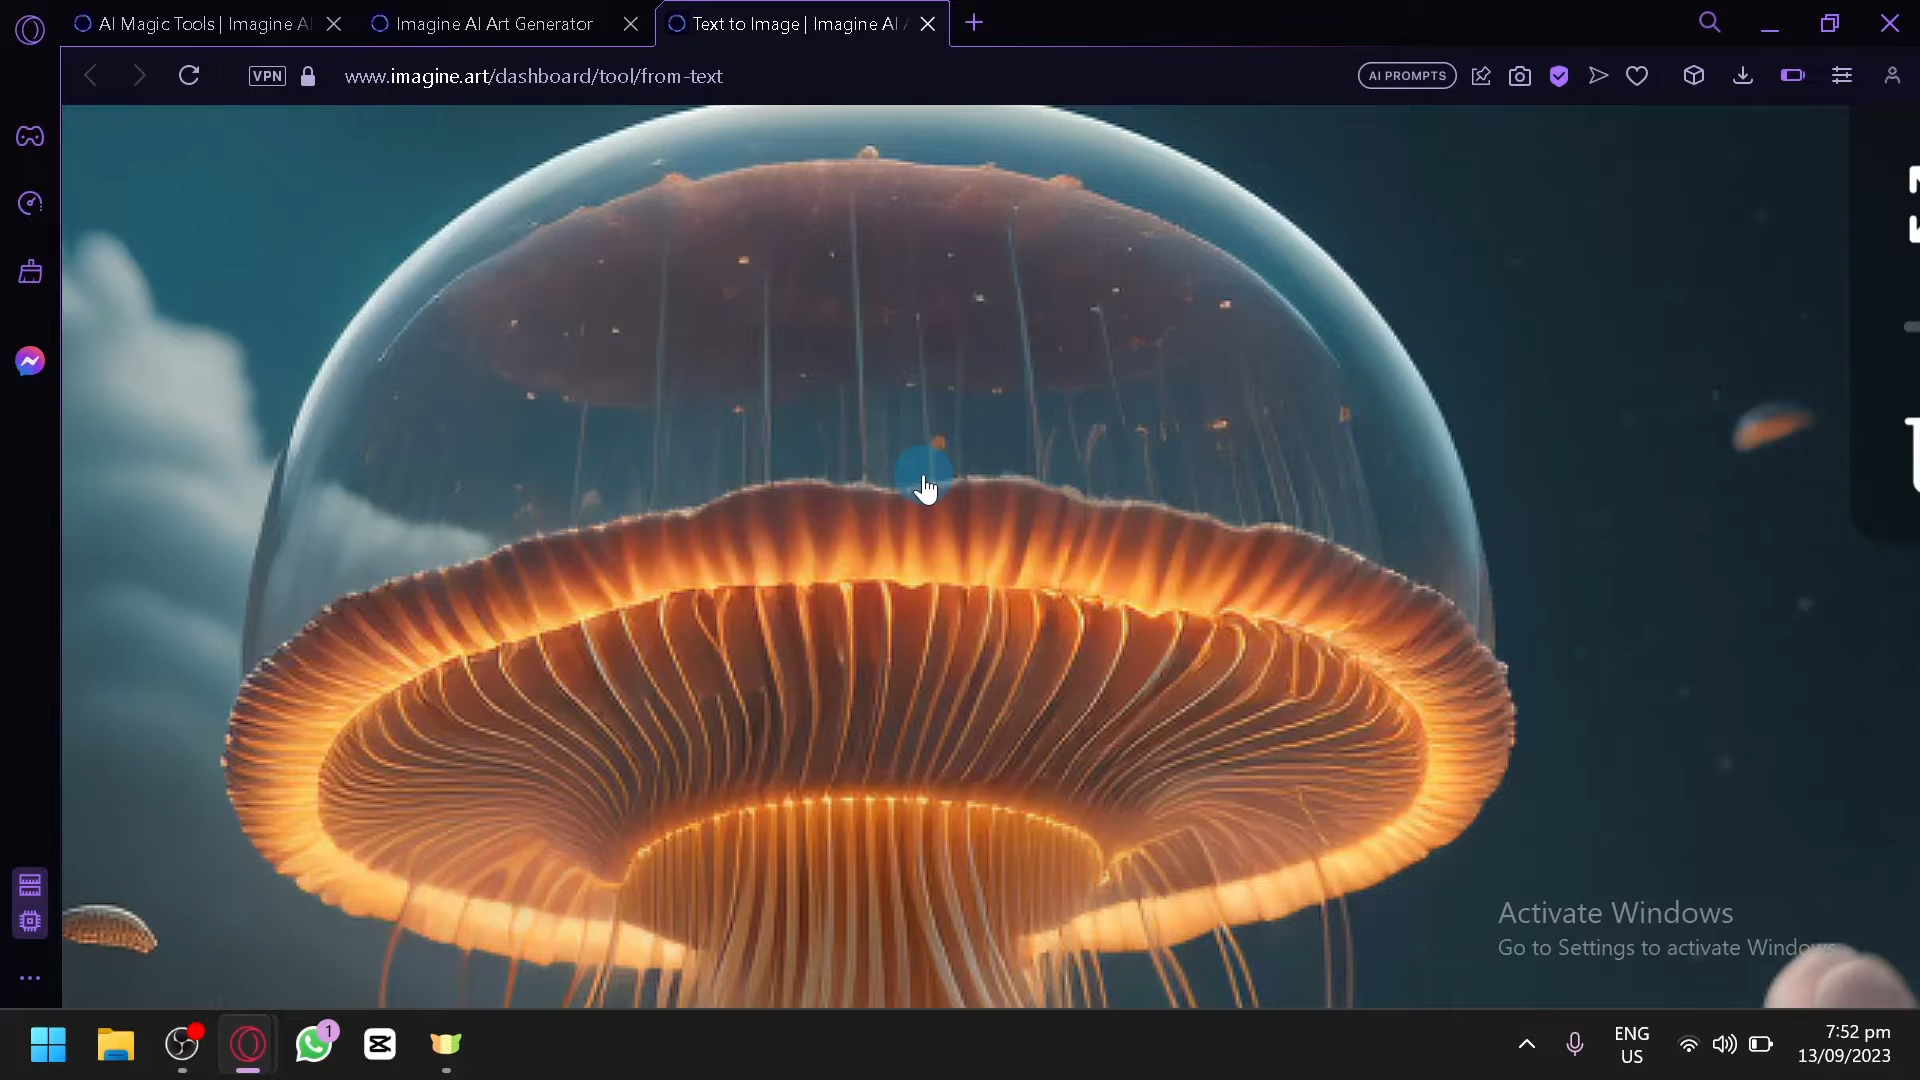 AI Magic Tools | Imagine AI
Imagine AI Art Generator
Text to Image | Imagine AI
VPN
www.imagine.art/dashboard/tool/from-text
AI PROMPTS
Activate Windows
Go to Settings to activate Windows.
1
ENG
US
7:52 pm
13/09/2023